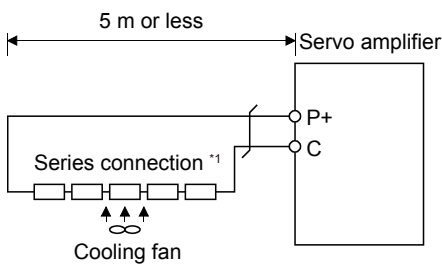 5 m or less
Servo amplifier
P+
C
Series connection *1
Cooling fan